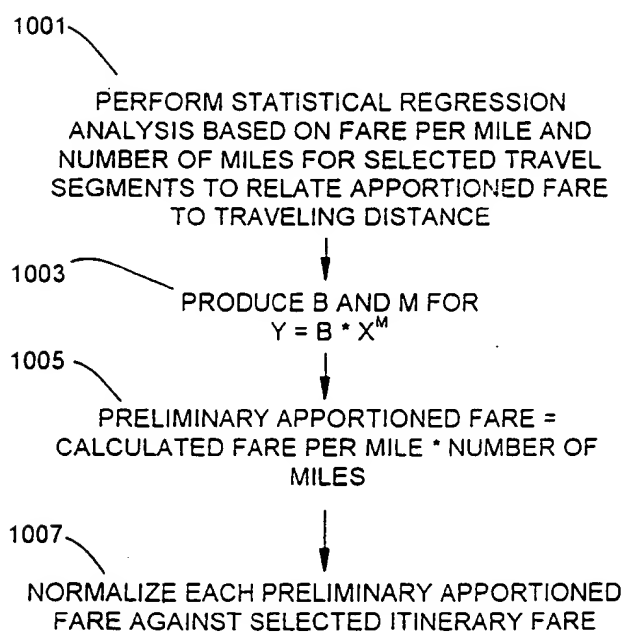 1001
PERFORM STATISTICAL REGRESSION
ANALYSIS BASED ON FARE PER MILE AND
NUMBER OF MILES FOR SELECTED TRAVEL
SEGMENTS TO RELATE APPORTIONED FARE
TO TRAVELING DISTANCE
1003
PRODUCE B AND M FOR
Y = B * X^M
1005
PRELIMINARY APPORTIONED FARE =
CALCULATED FARE PER MILE * NUMBER OF
MILES
1007
NORMALIZE EACH PRELIMINARY APPORTIONED
FARE AGAINST SELECTED ITINERARY FARE